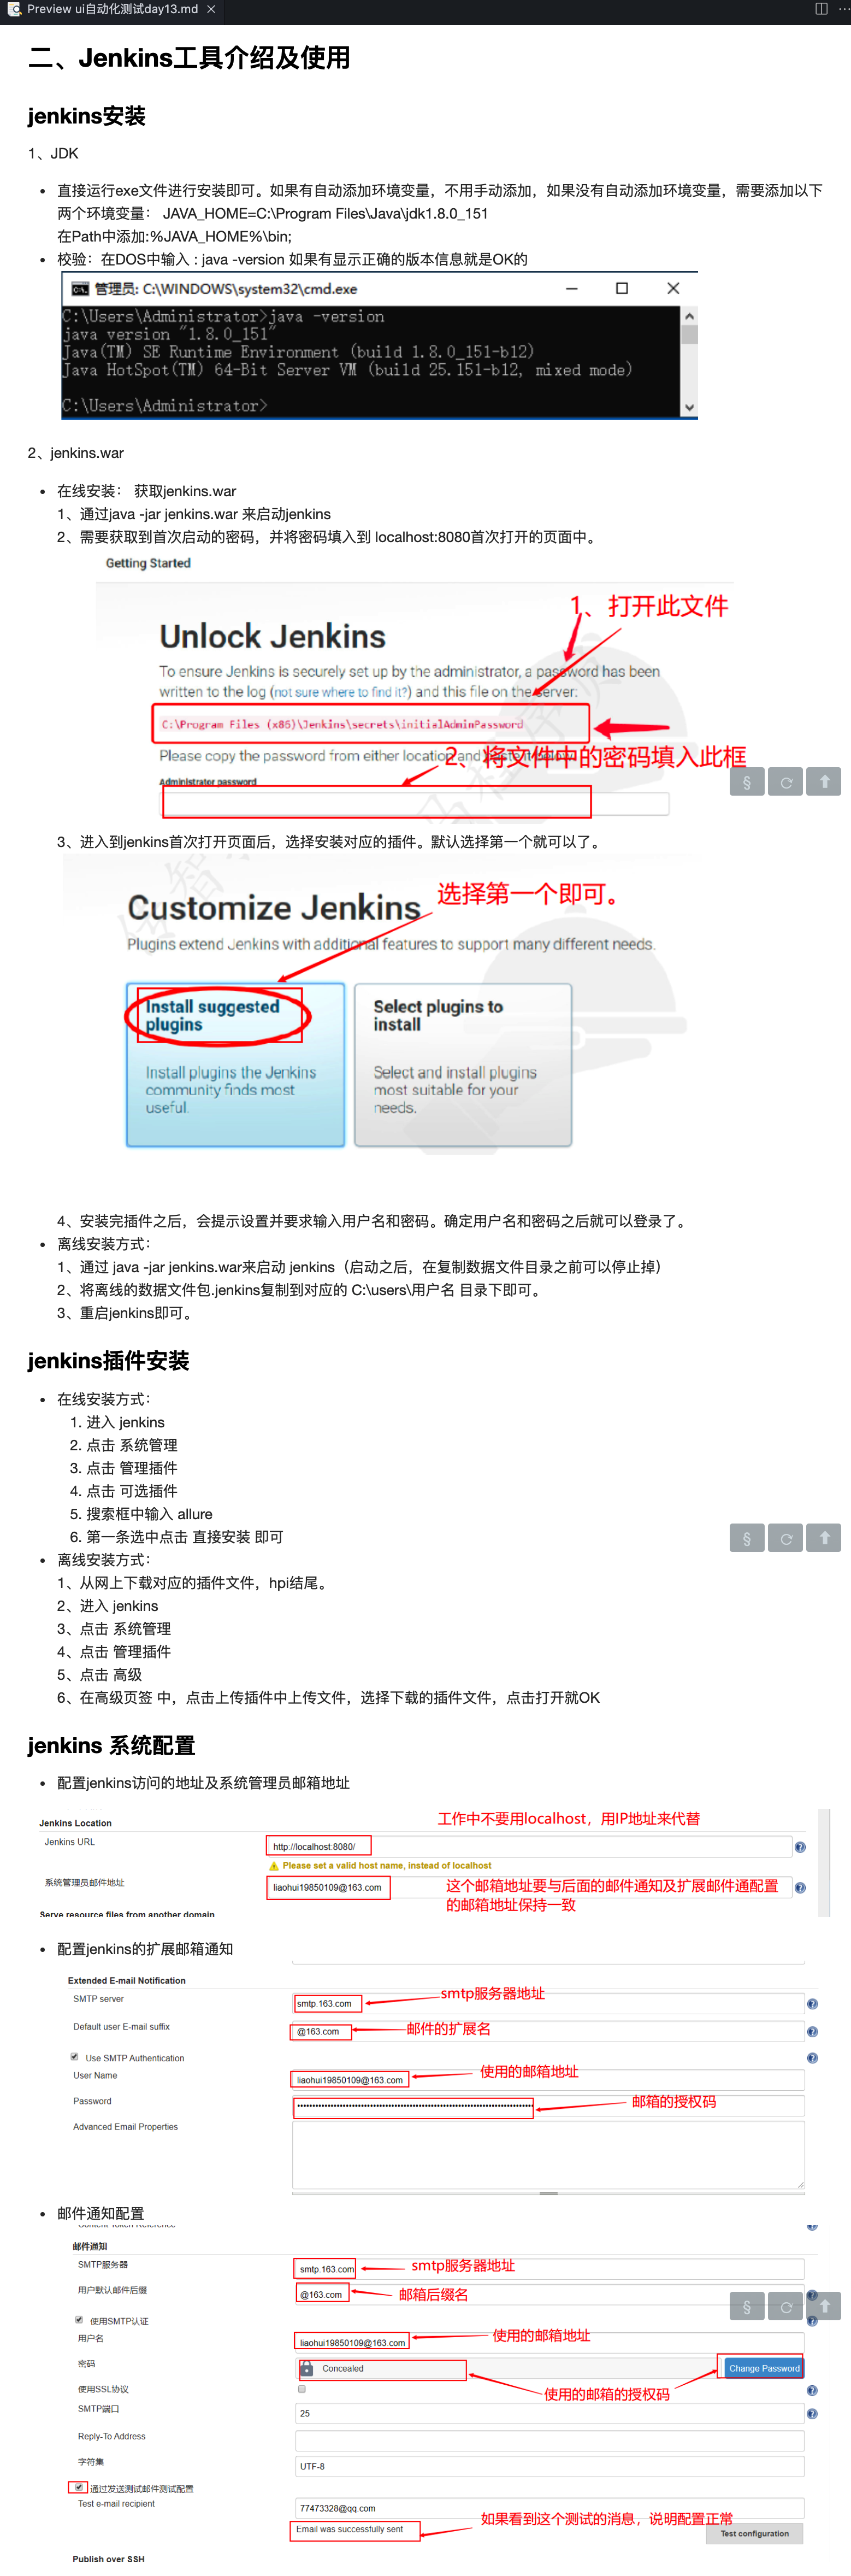 Preview ui自动化测试day13.md
二、Jenkins工具介绍及使用
jenkins安装
1、JDK
直接运行exe文件进行安装即可。如果有自动添加环境变量，不用手动添加，如果没有自动添加环境变量，需要添加以下
两个环境变量： JAVA_HOME=C:\Program Files\Java\jdk1.8.0_151
在Path中添加:%JAVA_HOME%\bin;
校验：在DOS中输入 : java -version 如果有显示正确的版本信息就是OK的
管理员: C:\WINDOWS\system32\cmd.exe
C:\Users\Administrator>java -version
java version "1.8.0_151"
Java(TM) SE Runtime Environment (build 1.8.0_151-b12)
Java HotSpot(TM) 64-Bit Server VM (build 25.151-b12, mixed mode)
C:\Users\Administrator>
2、jenkins.war
在线安装： 获取jenkins.war
1、通过java -jar jenkins.war 来启动jenkins
2、需要获取到首次启动的密码，并将密码填入到 localhost:8080首次打开的页面中。
Getting Started
1、打开此文件
Unlock Jenkins
To ensure Jenkins is securely set up by the administrator, a password has been
written to the log (not sure where to find it?) and this file on the server:
C:\Program Files (x86)\Jenkins\secrets\initialAdminPassword
Please copy the password from either location and paste it below.
2、将文件中的密码填入此框
Administrator password
3、进入到jenkins首次打开页面后，选择安装对应的插件。默认选择第一个就可以了。
选择第一个即可。
Customize Jenkins
Plugins extend Jenkins with additional features to support many different needs.
Install suggested
plugins
Install plugins the Jenkins
community finds most
useful.
Select plugins to
install
Select and install plugins
most suitable for your
needs.
4、安装完插件之后，会提示设置并要求输入用户名和密码。确定用户名和密码之后就可以登录了。
离线安装方式：
1、通过 java -jar jenkins.war来启动 jenkins（启动之后，在复制数据文件目录之前可以停止掉）
2、将离线的数据文件包.jenkins复制到对应的 C:\users\用户名 目录下即可。
3、重启jenkins即可。
jenkins插件安装
在线安装方式：
1. 进入 jenkins
2. 点击 系统管理
3. 点击 管理插件
4. 点击 可选插件
5. 搜索框中输入 allure
6. 第一条选中点击 直接安装 即可
离线安装方式：
1、从网上下载对应的插件文件，hpi结尾。
2、进入 jenkins
3、点击 系统管理
4、点击 管理插件
5、点击 高级
6、在高级页签 中，点击上传插件中上传文件，选择下载的插件文件，点击打开就OK
jenkins 系统配置
配置jenkins访问的地址及系统管理员邮箱地址
工作中不要用localhost，用IP地址来代替
Jenkins Location
Jenkins URL
http://localhost:8080/
Please set a valid host name, instead of localhost
系统管理员邮件地址
liaohui19850109@163.com
这个邮箱地址要与后面的邮件通知及扩展邮件通配置
的邮箱地址保持一致
Serve resource files from another domain
配置jenkins的扩展邮箱通知
Extended E-mail Notification
SMTP server
smtp.163.com
smtp服务器地址
Default user E-mail suffix
@163.com
邮件的扩展名
Use SMTP Authentication
User Name
liaohui19850109@163.com
使用的邮箱地址
Password
邮箱的授权码
Advanced Email Properties
邮件通知配置
Content Token Reference
邮件通知
SMTP服务器
smtp.163.com
smtp服务器地址
用户默认邮件后缀
@163.com
邮箱后缀名
使用SMTP认证
用户名
liaohui19850109@163.com
使用的邮箱地址
密码
Concealed
Change Password
使用SSL协议
使用的邮箱的授权码
SMTP端口
25
Reply-To Address
字符集
UTF-8
通过发送测试邮件测试配置
Test e-mail recipient
77473328@qq.com
Email was successfully sent
如果看到这个测试的消息，说明配置正常
Test configuration
Publish over SSH